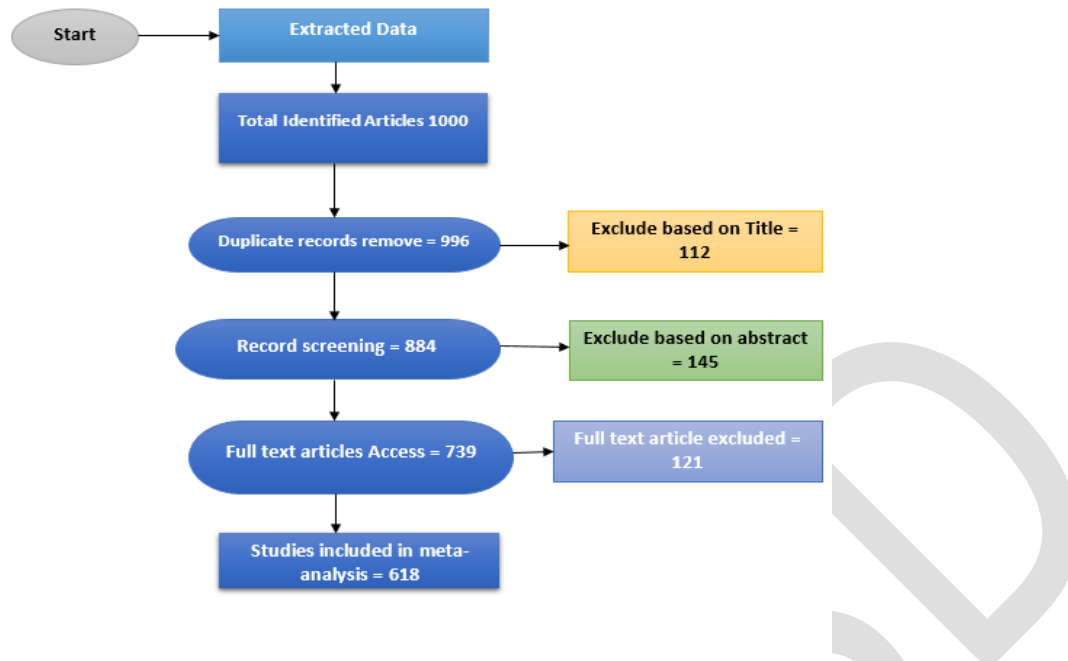 Start
Extracted Data
Total Identified Articles 1000
Duplicate records remove = 996
Exclude based on Title =
112
Record screening = 884
Exclude based on abstract
= 145
Full text articles Access = 739
Full text article excluded =
121
Studies included in meta-
analysis = 618